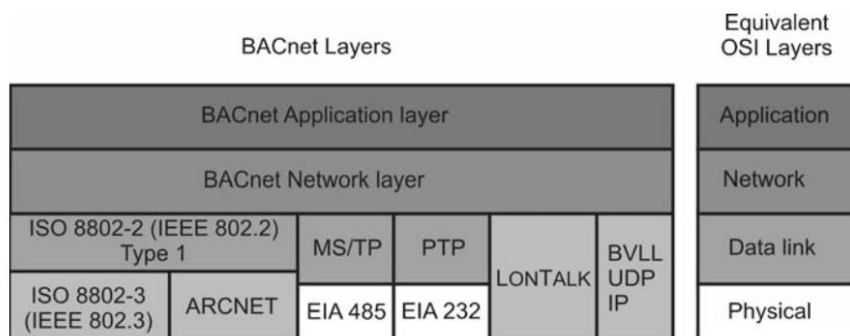 BACnet Layers
Equivalent
OSI Layers
BACnet Application layer
Application
BACnet Network layer
Network
ISO 8802-2 (IEEE 802.2)
Type 1
MS/TP
PTP
LONTALK
BVLL
UDP
IP
Data link
ISO 8802-3
(IEEE 802.3)
ARCNET
EIA 485
EIA 232
Physical